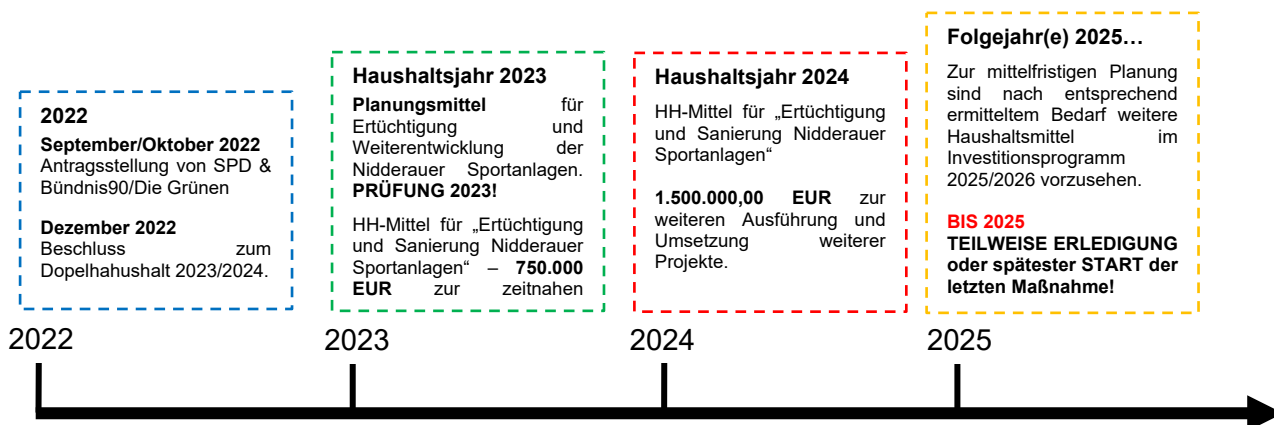 2022
September/Oktober 2022
Antragsstellung von SPD &
Bündnis90/Die Grünen
Dezember 2022
Beschluss zum
Dopelhahushalt 2023/2024.
Haushaltsjahr 2023
Planungsmittel für
Ertüchtigung und
Weiterentwicklung der
Nidderauer Sportanlagen.
PRÜFUNG 2023!
HH-Mittel für „Ertüchtigung
und Sanierung Nidderauer
Sportanlagen“ – 750.000
EUR zur zeitnahen
Haushaltsjahr 2024
HH-Mittel für „Ertüchtigung
und Sanierung Nidderauer
Sportanlagen“
1.500.000,00 EUR zur
weiteren Ausführung und
Umsetzung weiterer
Projekte.
Folgejahr(e) 2025…
Zur mittelfristigen Planung
sind nach entsprechend
ermitteltem Bedarf weitere
Haushaltsmittel im
Investitionsprogramm
2025/2026 vorzusehen.
BIS 2025
TEILWEISE ERLEDIGUNG
oder spätester START der
letzten Maßnahme!
2022
2023
2024
2025